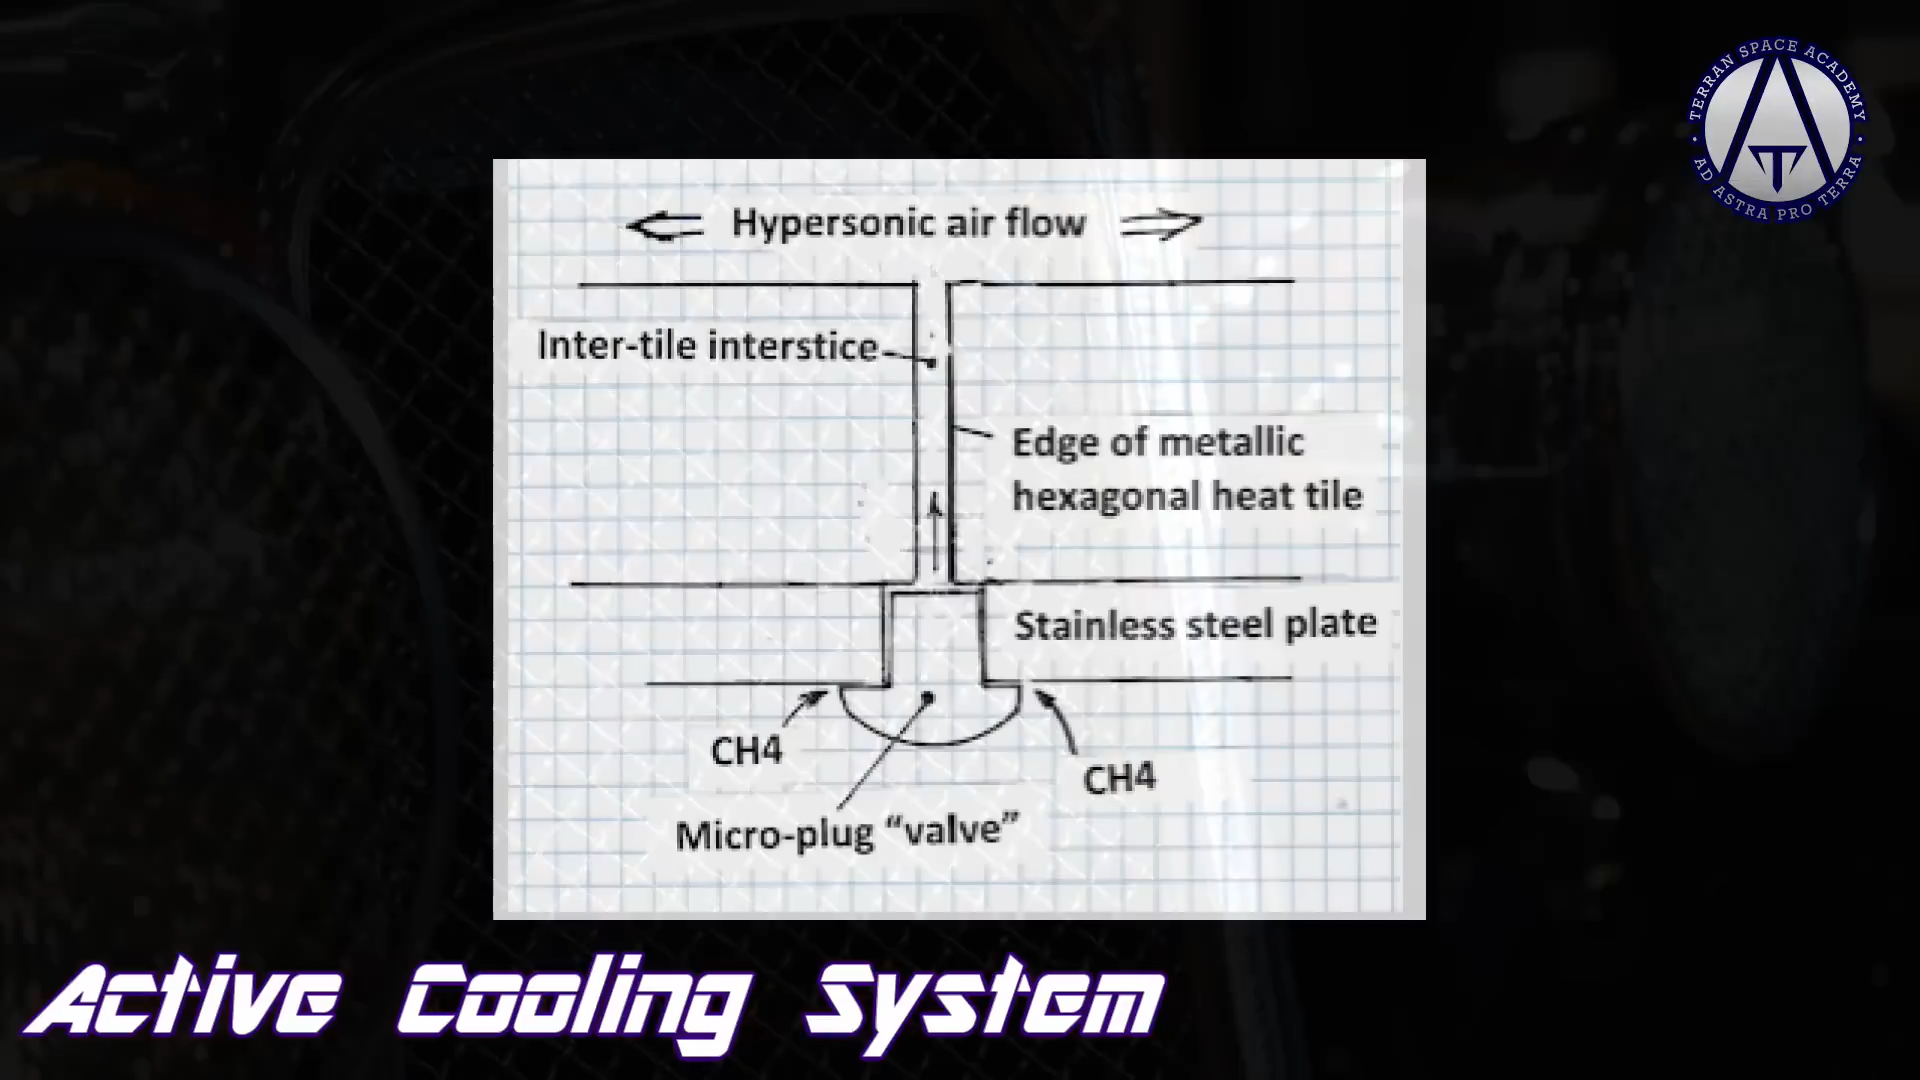 TERRAN SPACE ACADEMY
AD ASTRA PRO TERRA
Hypersonic air flow
Inter-tile interstice
Edge of metallic
hexagonal heat tile
Stainless steel plate
CH4
CH4
Micro-plug “valve”
Active Cooling System